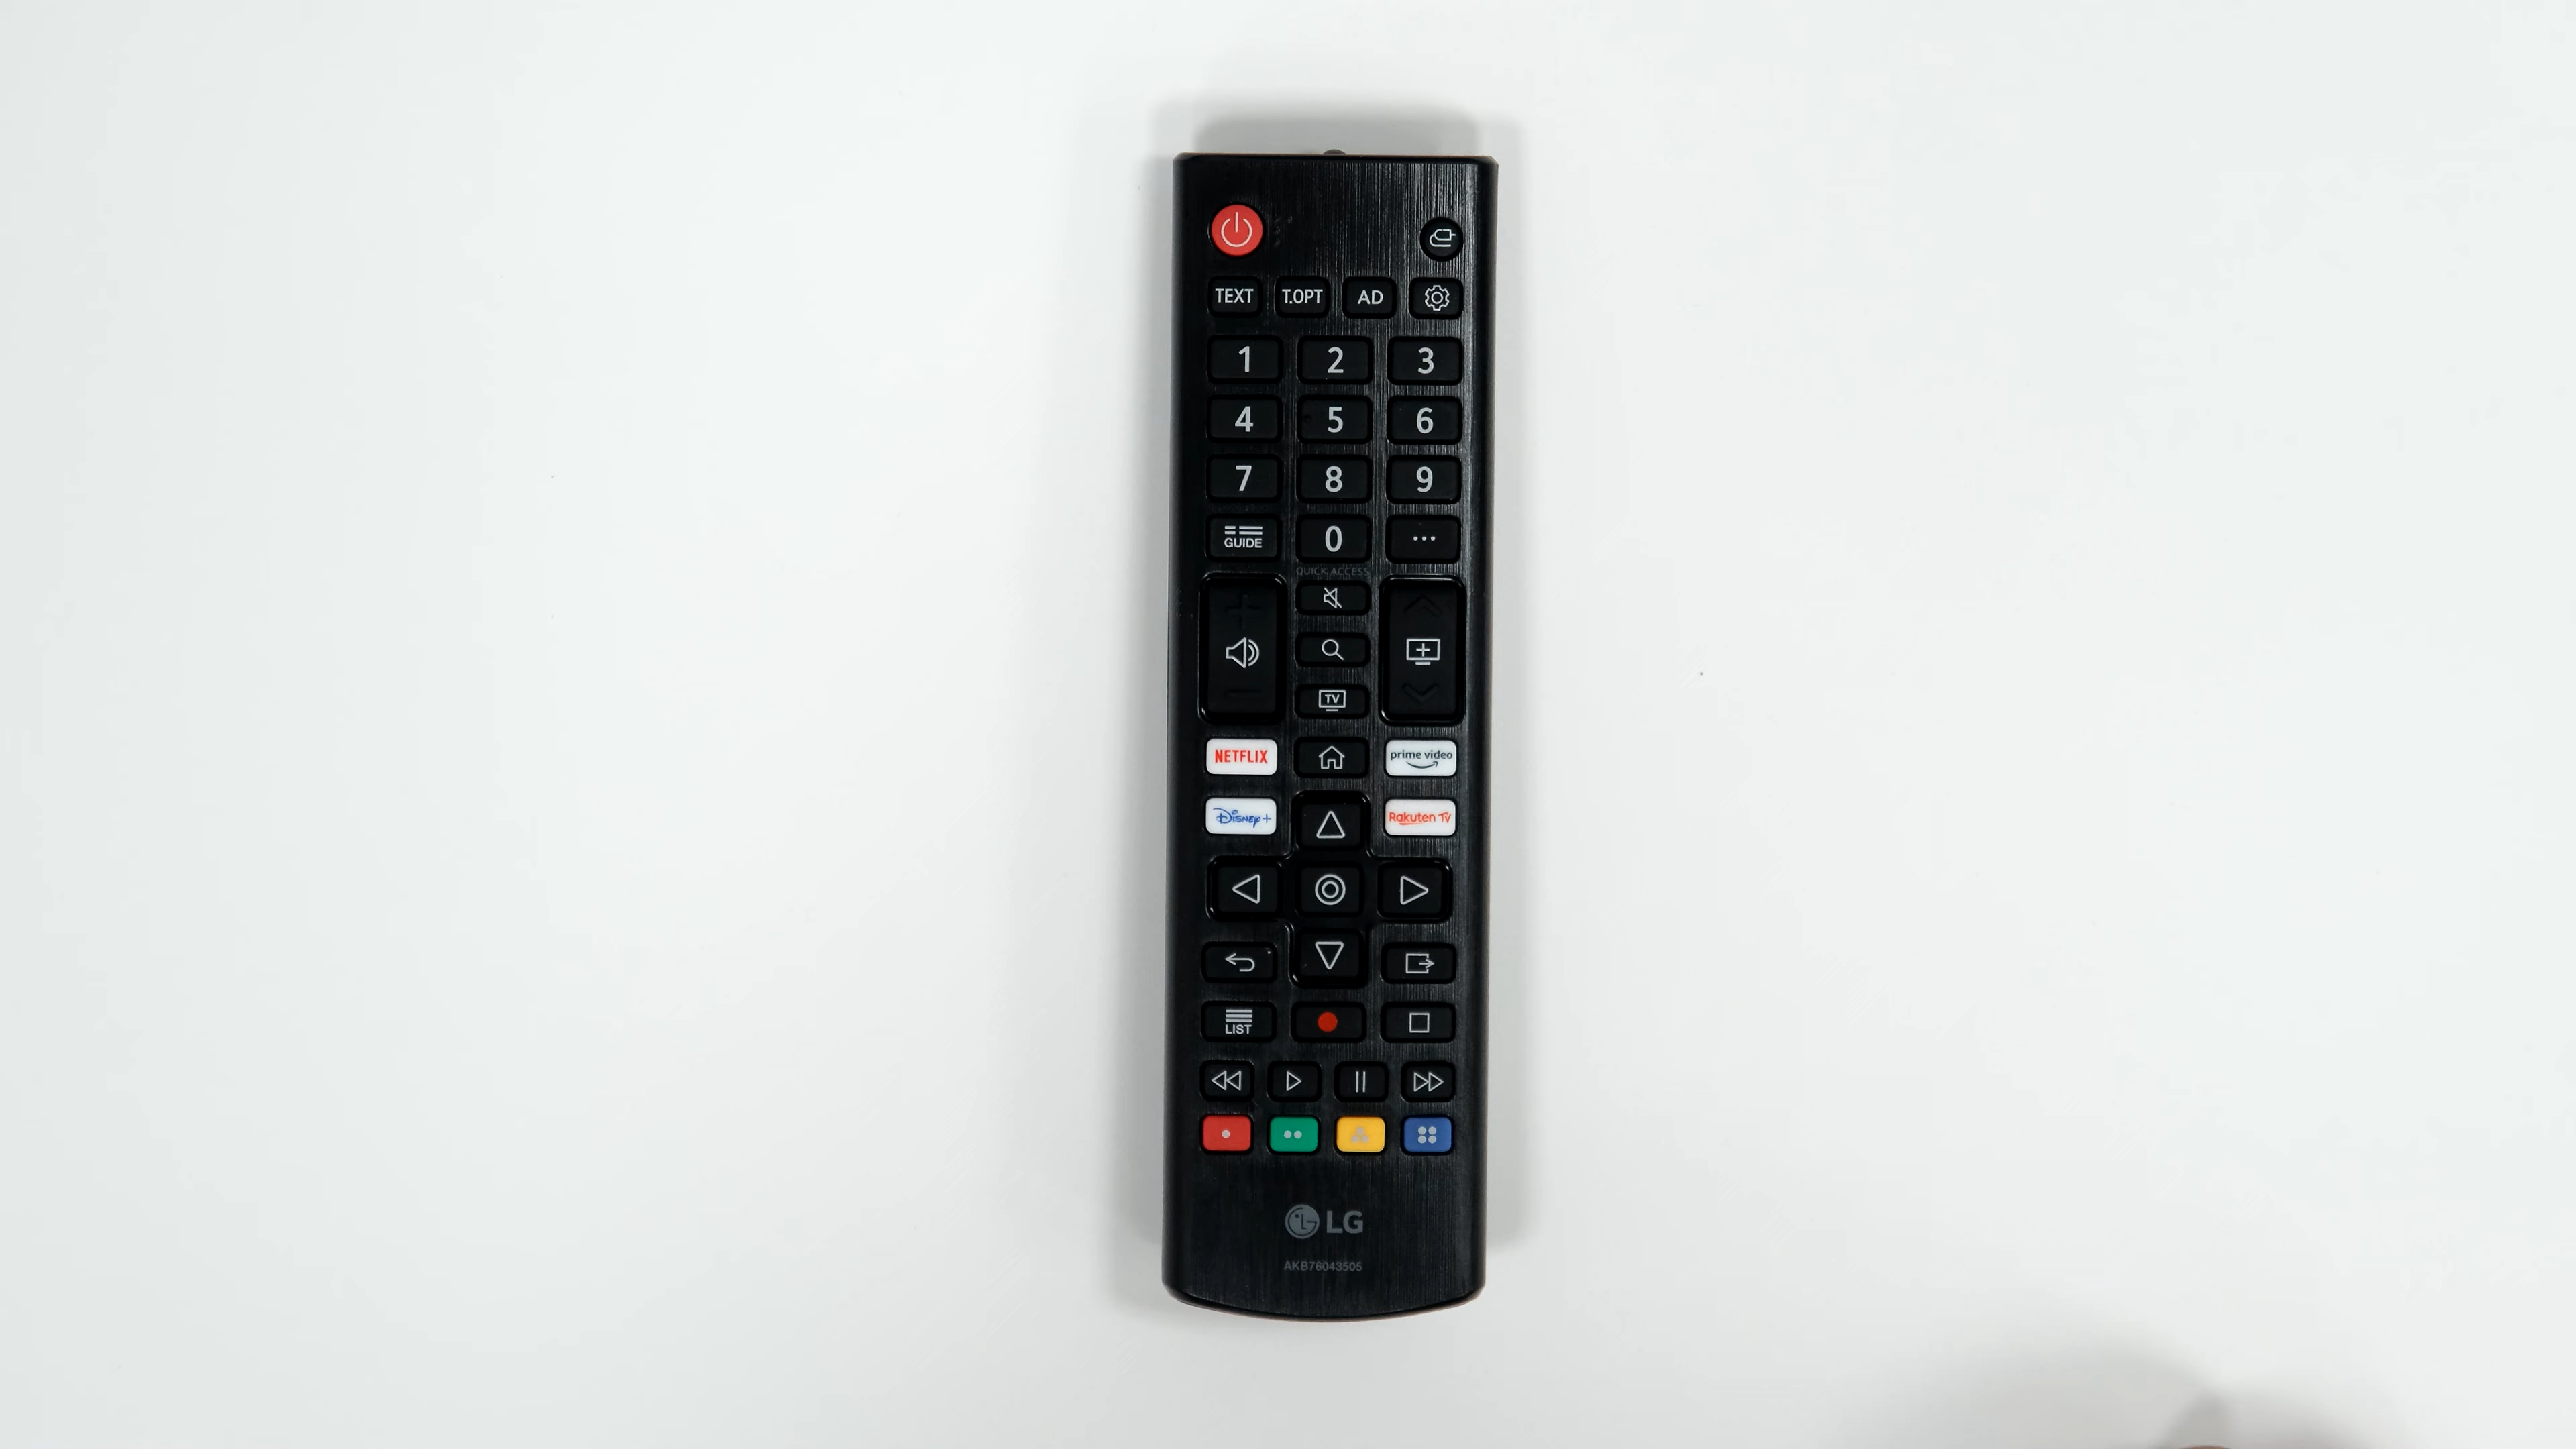 TEXT T.OPT AD
1 2 3
4 5 6
7 8 9
GUIDE 0 ...
QUICK ACCESS
TV
NETFLIX prime video
Disney+ Rakuten TV
LIST
LG
AKB76043505